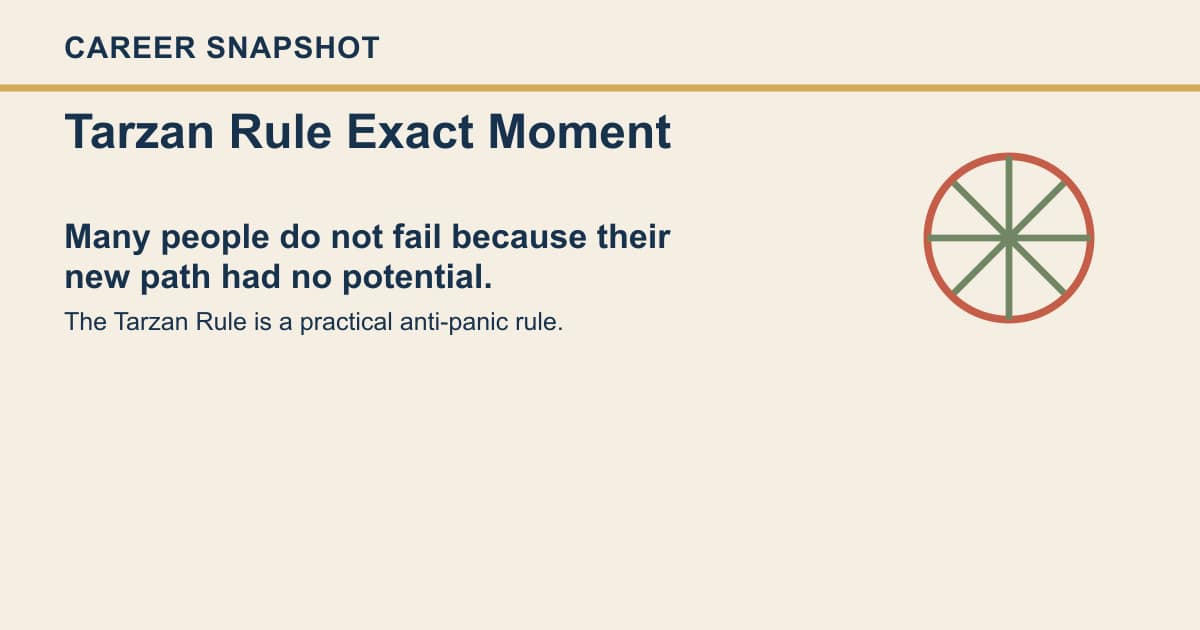 CAREER SNAPSHOT
Tarzan Rule Exact Moment
Many people do not fail because their
new path had no potential.
The Tarzan Rule is a practical anti-panic rule.